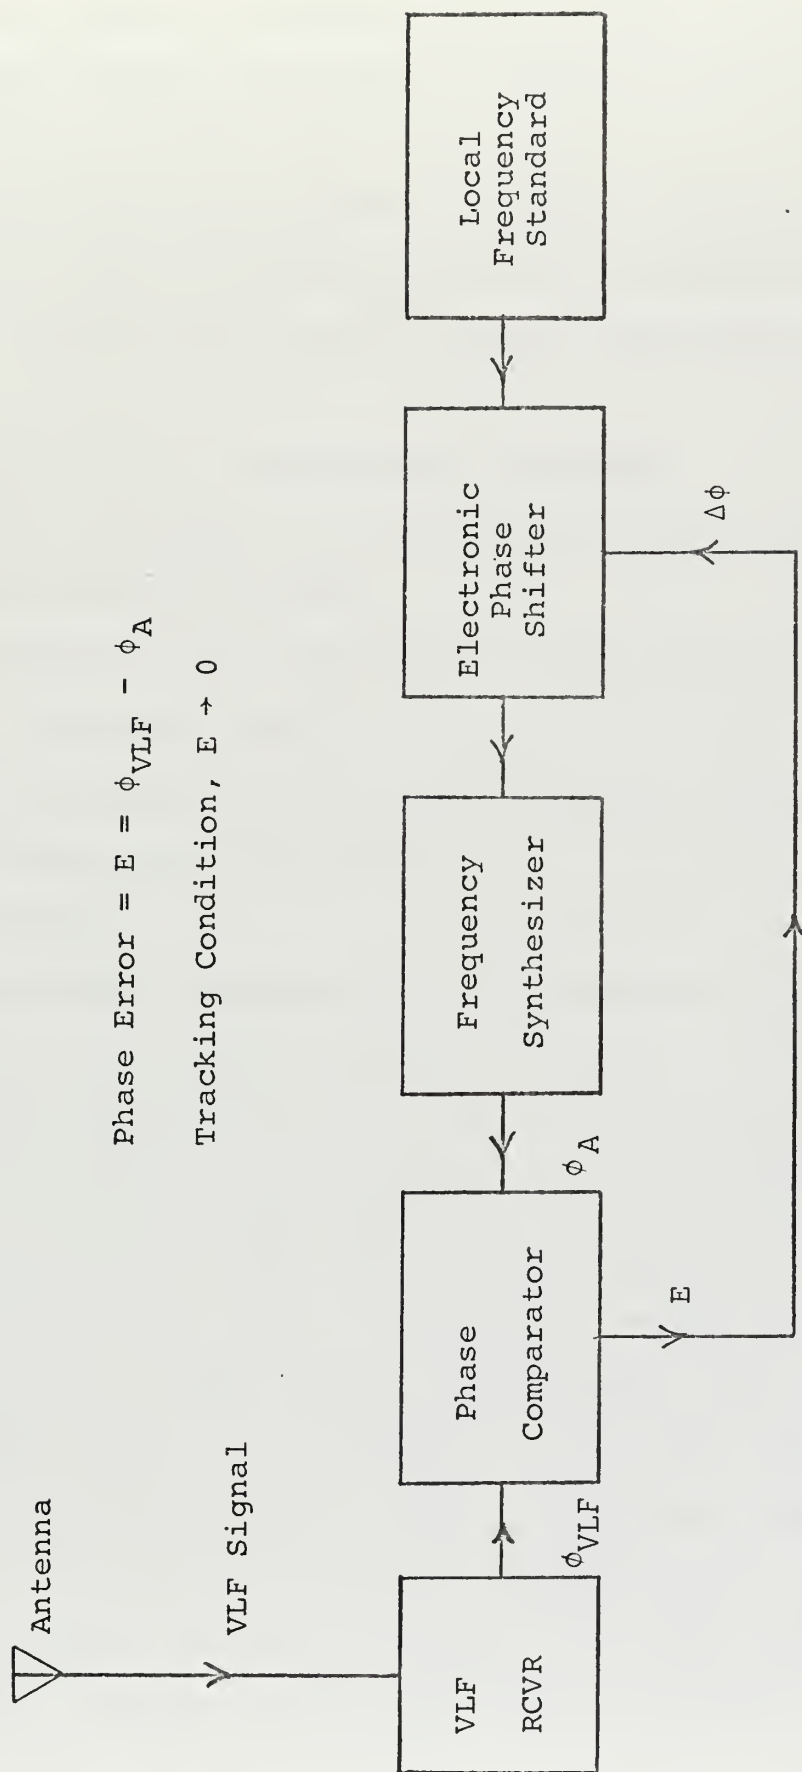 Antenna
VLF Signal
Phase Error = E = ϕVLF - ϕA
Tracking Condition, E → 0
VLF
RCVR
ϕVLF
Phase
Comparator
E
ϕA
Frequency
Synthesizer
Electronic
Phase
Shifter
Δϕ
Local
Frequency
Standard